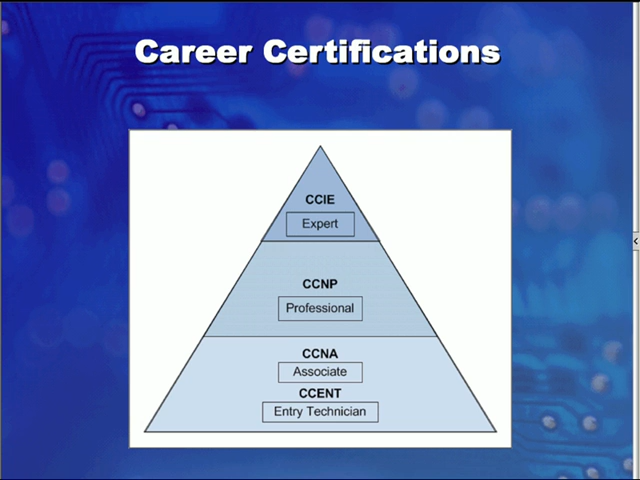 Career Certifications
CCIE
Expert
CCNP
Professional
CCNA
Associate
CCENT
Entry Technician